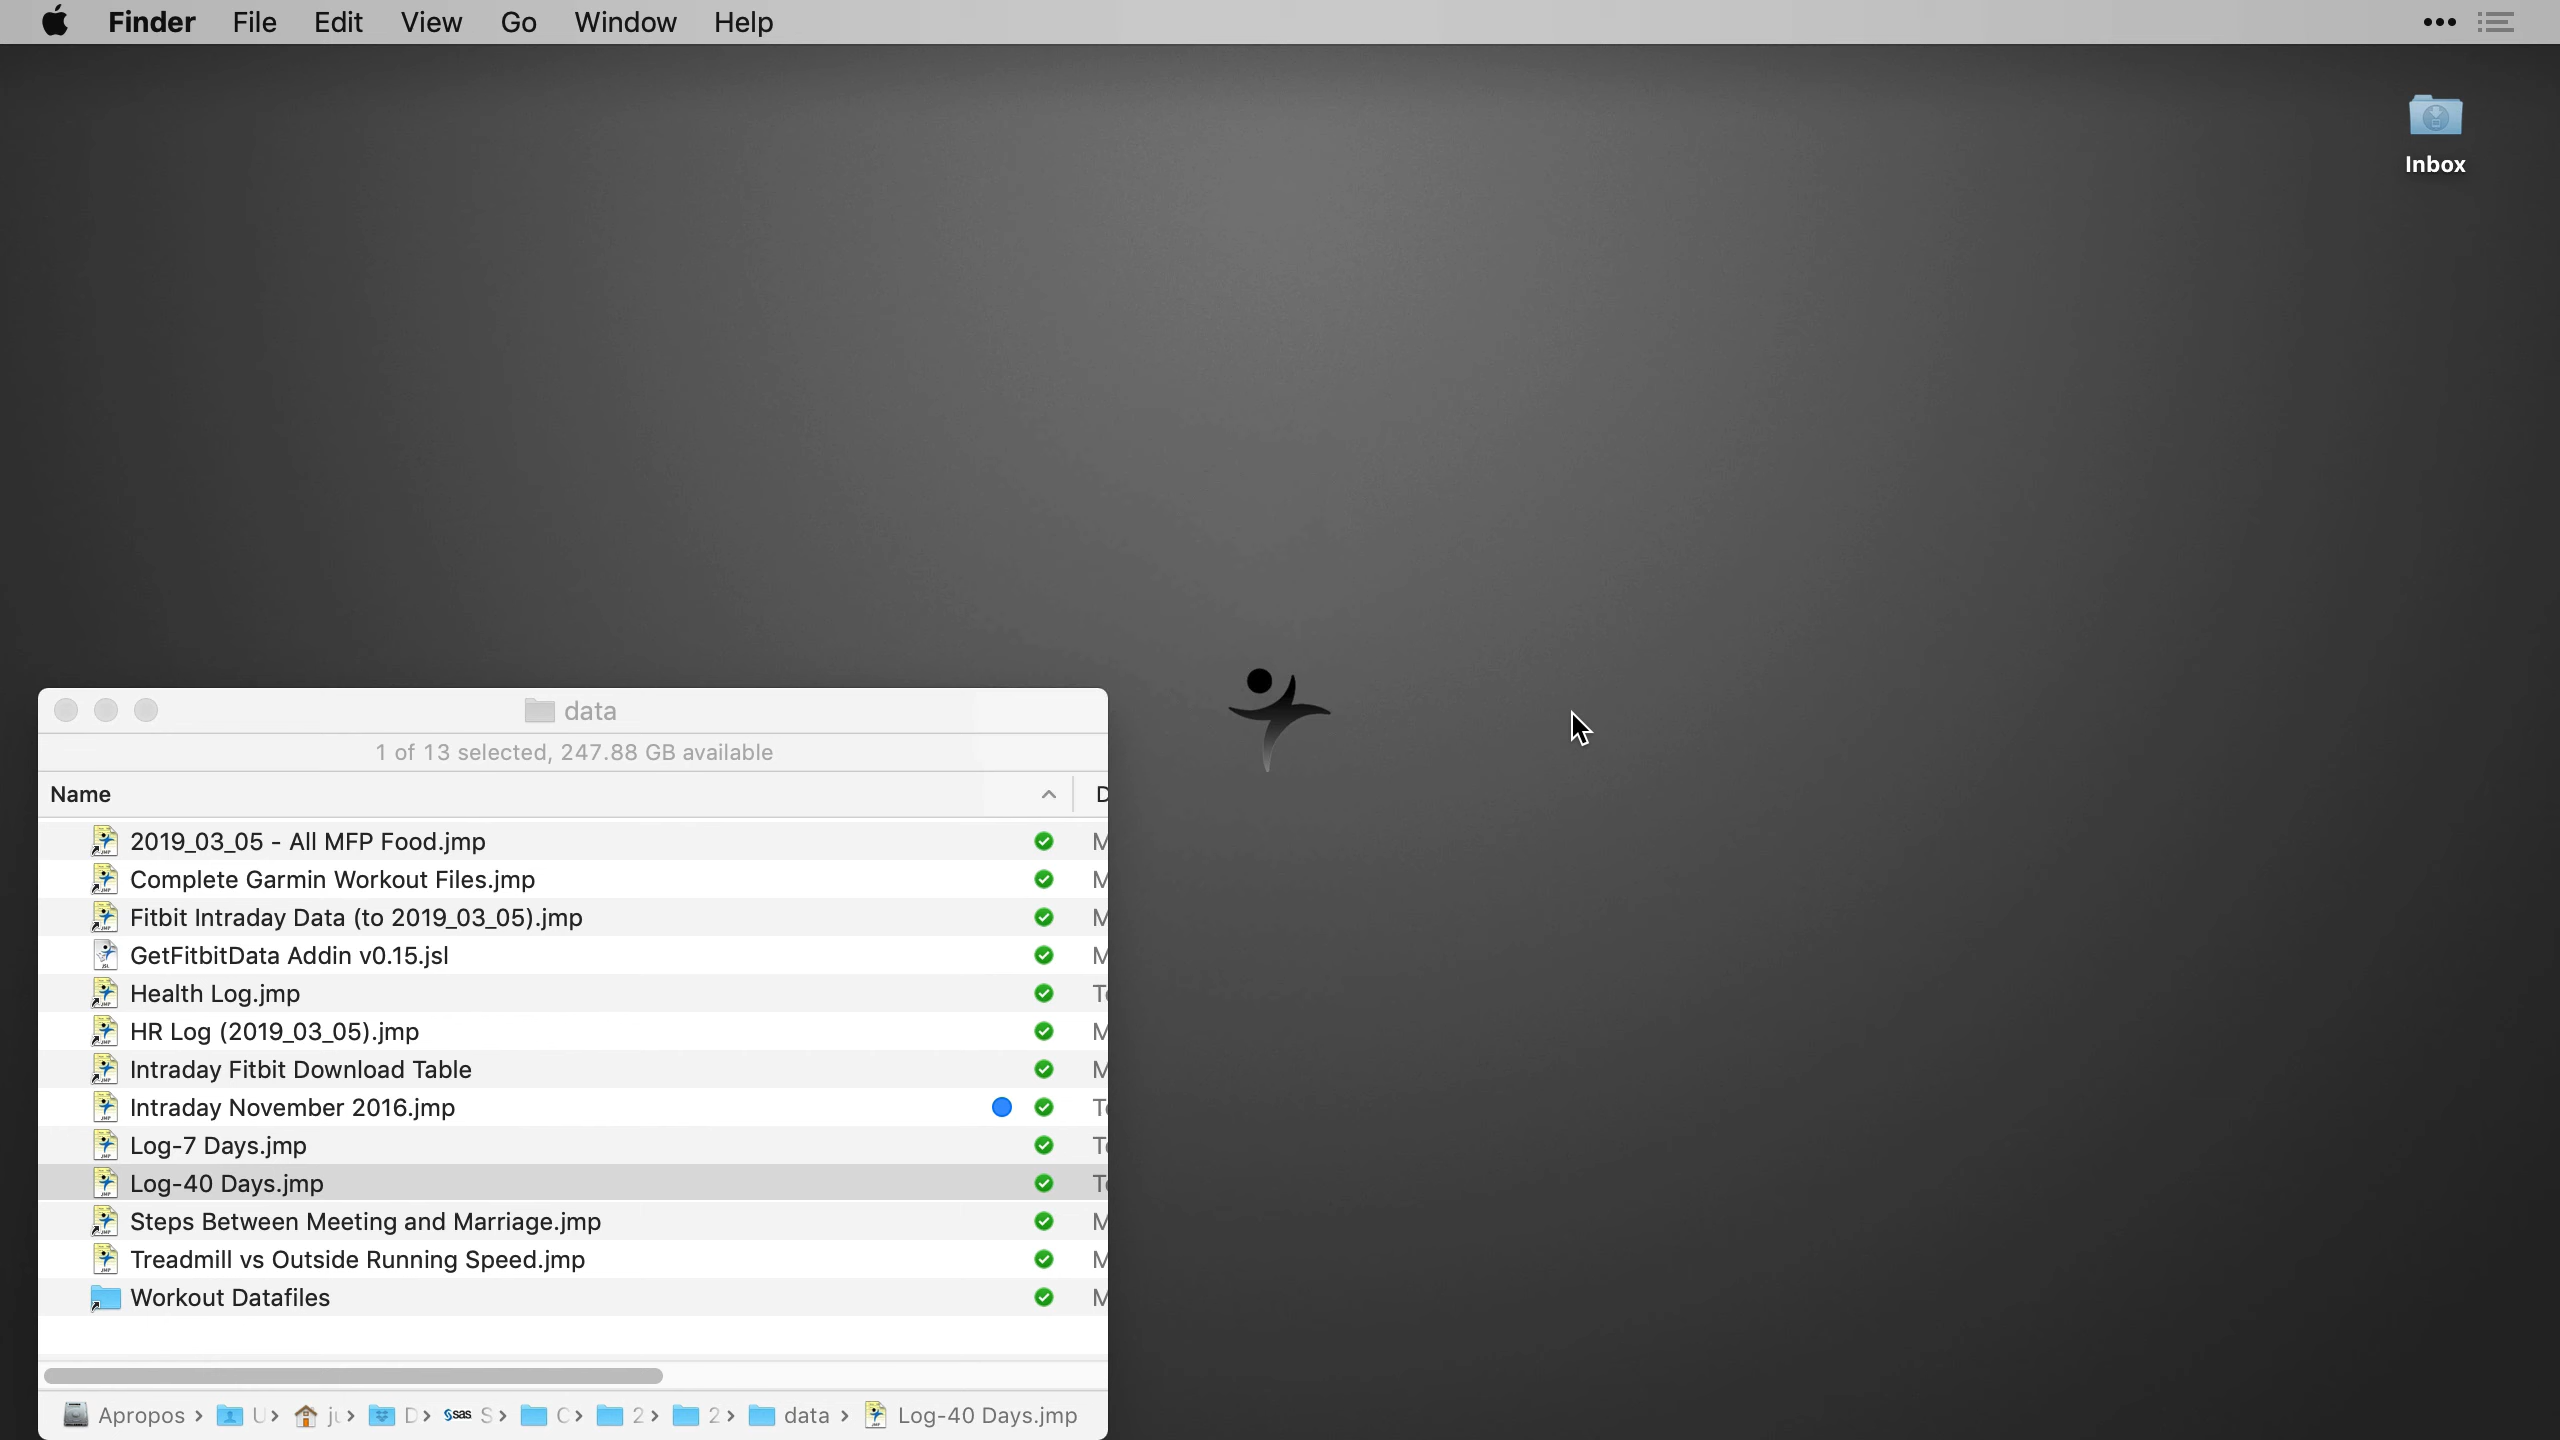 Finder File Edit View Go Window Help
Inbox
data
1 of 13 selected, 247.88 GB available
Name D
2019_03_05 - All MFP Food.jmp M
Complete Garmin Workout Files.jmp M
Fitbit Intraday Data (to 2019_03_05).jmp M
GetFitbitData Addin v0.15.jsl M
Health Log.jmp
HR Log (2019_03_05).jmp M
Intraday Fitbit Download Table M
Intraday November 2016.jmp
Log-7 Days.jmp
Log-40 Days.jmp
Steps Between Meeting and Marriage.jmp M
Treadmill vs Outside Running Speed.jmp M
Workout Datafiles M
Apropos › U› › D› sas S› C› 2› 2› data › Log-40 Days.jmp